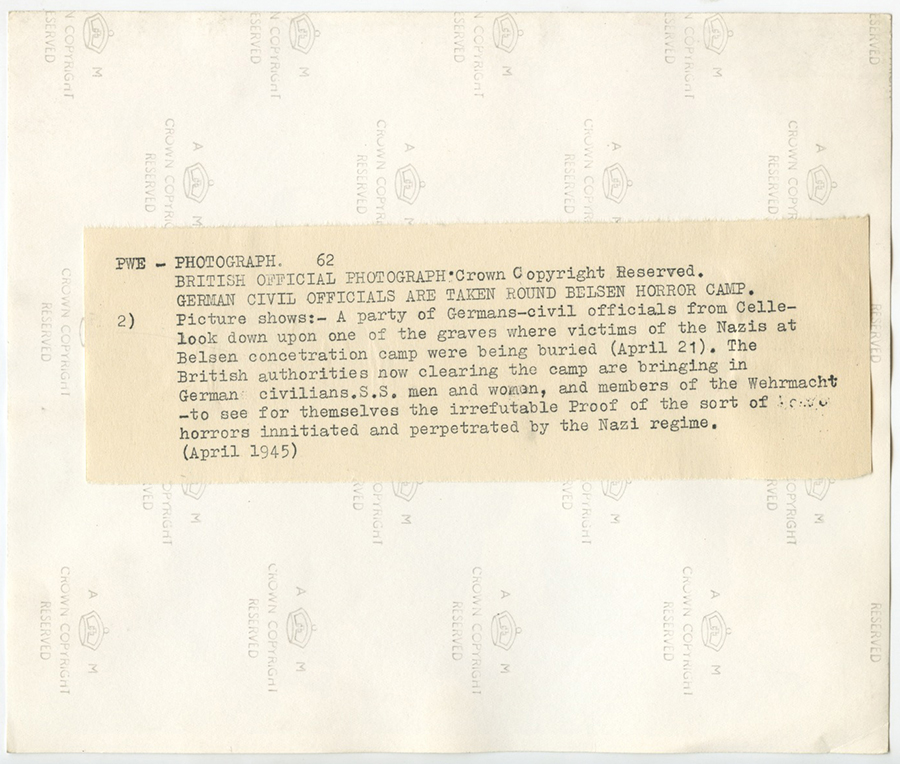 PWE - PHOTOGRAPH. 62
BRITISH OFFICIAL PHOTOGRAPH·Crown Copyright Reserved.
GERMAN CIVIL OFFICIALS ARE TAKEN ROUND BELSEN HORROR CAMP.
2) Picture shows:- A party of Germans-civil officials from Celle-
look down upon one of the graves where victims of the Nazis at
Belsen concetration camp were being buried (April 21). The
British authorities now clearing the camp are bringing in
German civilians.S.S. men and women, and members of the Wehrmacht
-to see for themselves the irrefutable Proof of the sort of
horrors innitiated and perpetrated by the Nazi regime.
(April 1945)
A M
CROWN COPYRIGHT
RESERVED